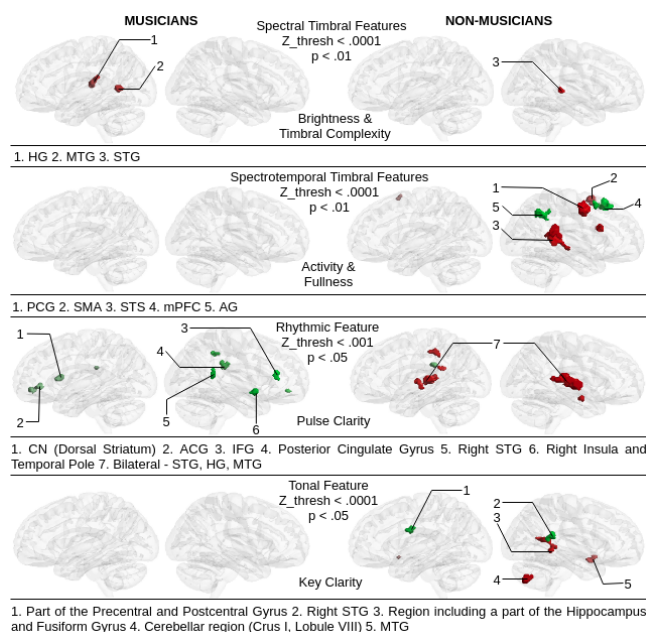 MUSICIANS
NON-MUSICIANS
Spectral Timbral Features
Z_thresh < .0001
p < .01
1
2
3
Brightness &
Timbral Complexity
1. HG 2. MTG 3. STG
Spectrotemporal Timbral Features
Z_thresh < .0001
p < .01
1
2
5
4
3
Activity &
Fullness
1. PCG 2. SMA 3. STS 4. mPFC 5. AG
Rhythmic Feature
Z_thresh < .001
p < .05
1
3
4
7
2
5
6
Pulse Clarity
1. CN (Dorsal Striatum) 2. ACG 3. IFG 4. Posterior Cingulate Gyrus 5. Right STG 6. Right Insula and
Temporal Pole 7. Bilateral - STG, HG, MTG
Tonal Feature
Z_thresh < .0001
p < .05
1
2
3
4
5
Key Clarity
1. Part of the Precentral and Postcentral Gyrus 2. Right STG 3. Region including a part of the Hippocampus
and Fusiform Gyrus 4. Cerebellar region (Crus I, Lobule VIII) 5. MTG